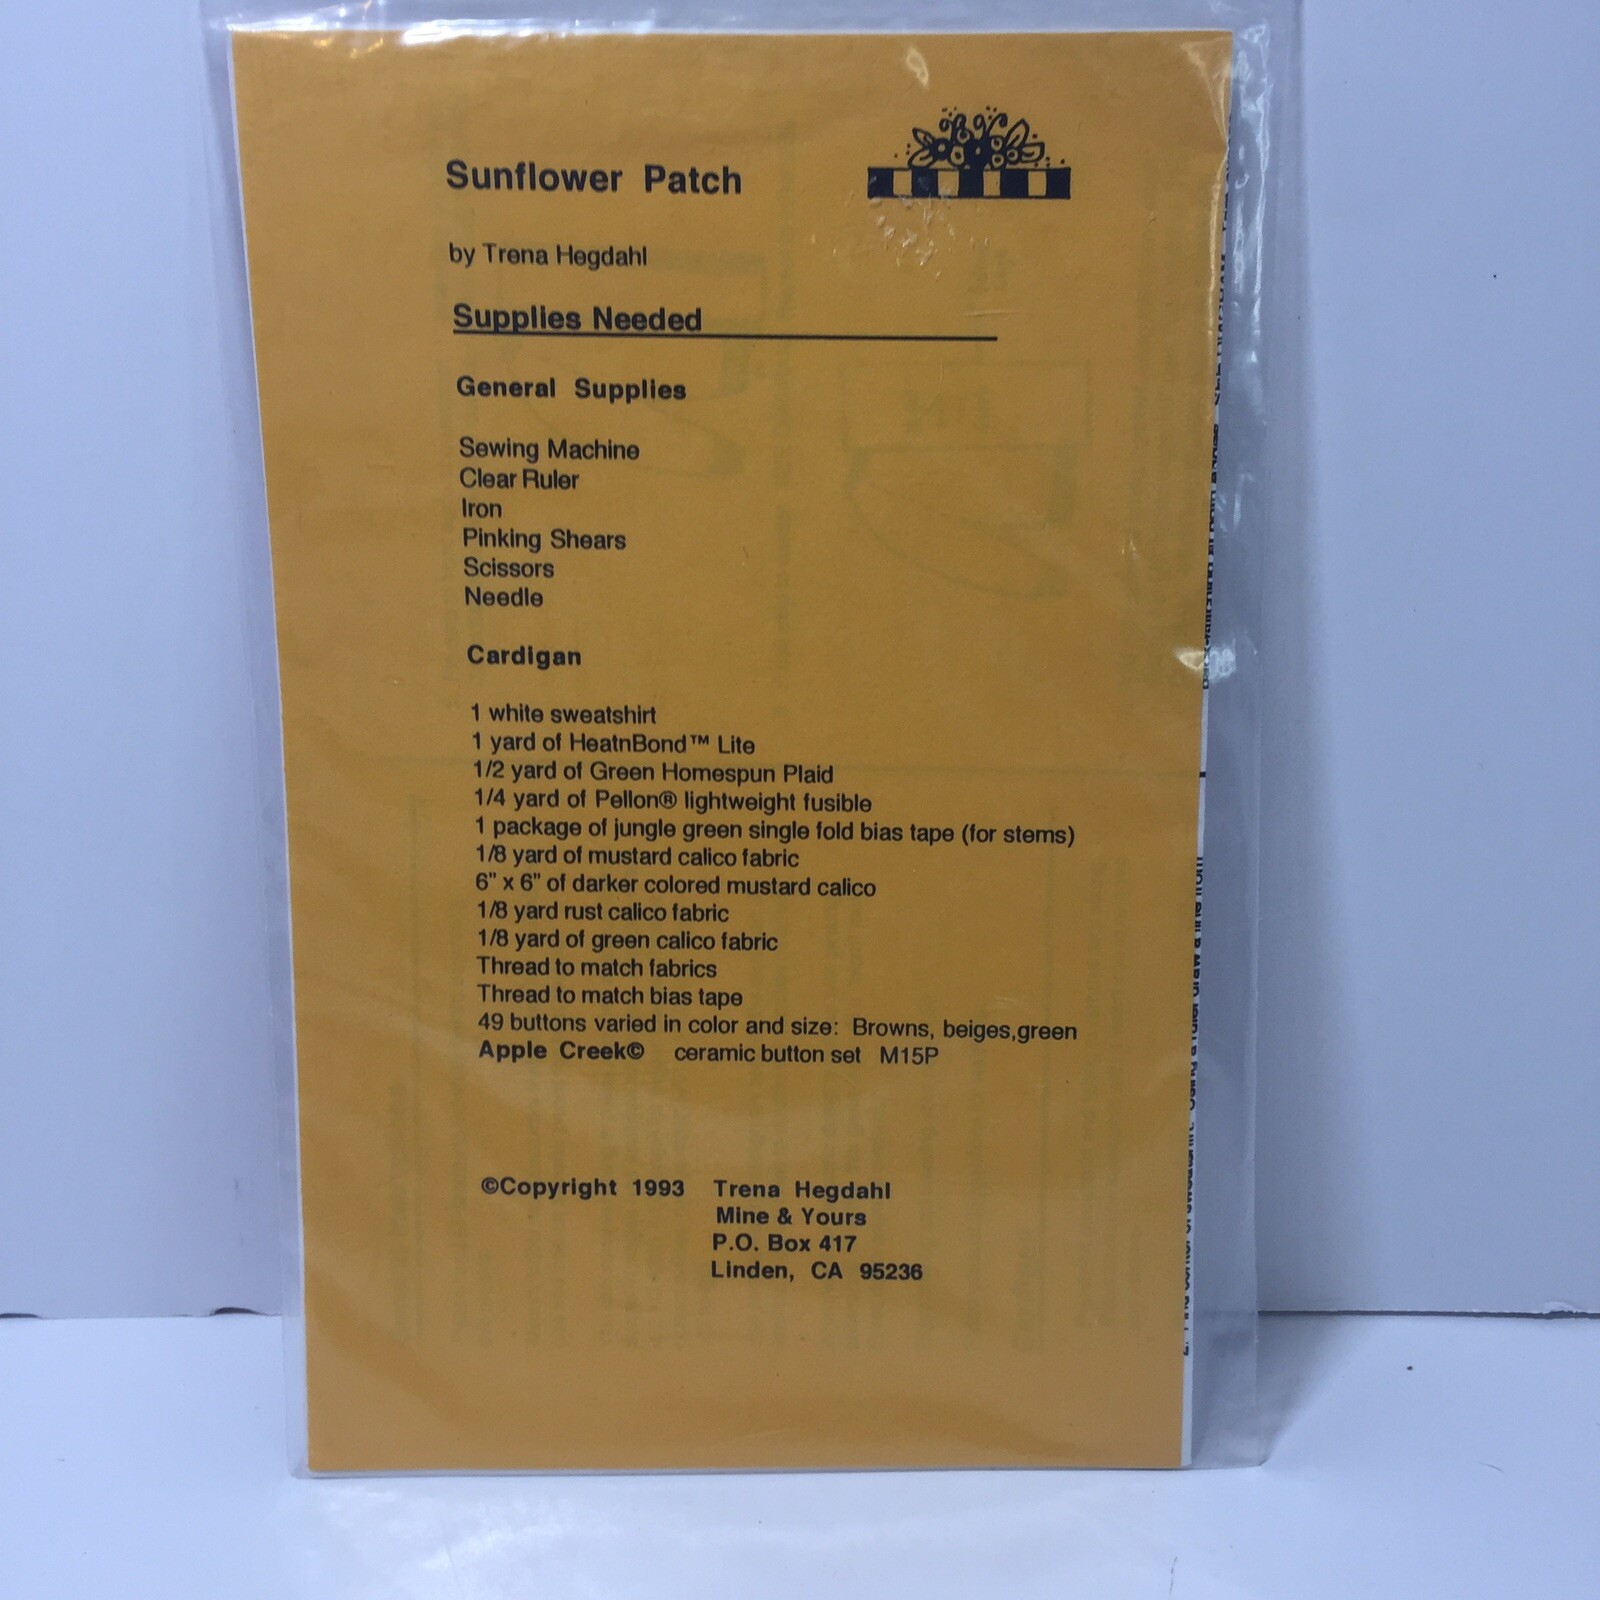 Sunflower Patch
by Trena Hegdahl
Supplies Needed
General Supplies
Sewing Machine
Clear Ruler
Iron
Pinking Shears
Scissors
Needle
Cardigan
1 white sweatshirt
1 yard of HeatnBond™ Lite
1/2 yard of Green Homespun Plaid
1/4 yard of Pellon® lightweight fusible
1 package of jungle green single fold bias tape (for stems)
1/8 yard of mustard calico fabric
6" x 6" of darker colored mustard calico
1/8 yard rust calico fabric
1/8 yard of green calico fabric
Thread to match fabrics
Thread to match bias tape
49 buttons varied in color and size: Browns, beiges,green
Apple Creek© ceramic button set M15P
©Copyright 1993 Trena Hegdahl
Mine & Yours
P.O. Box 417
Linden, CA 95236